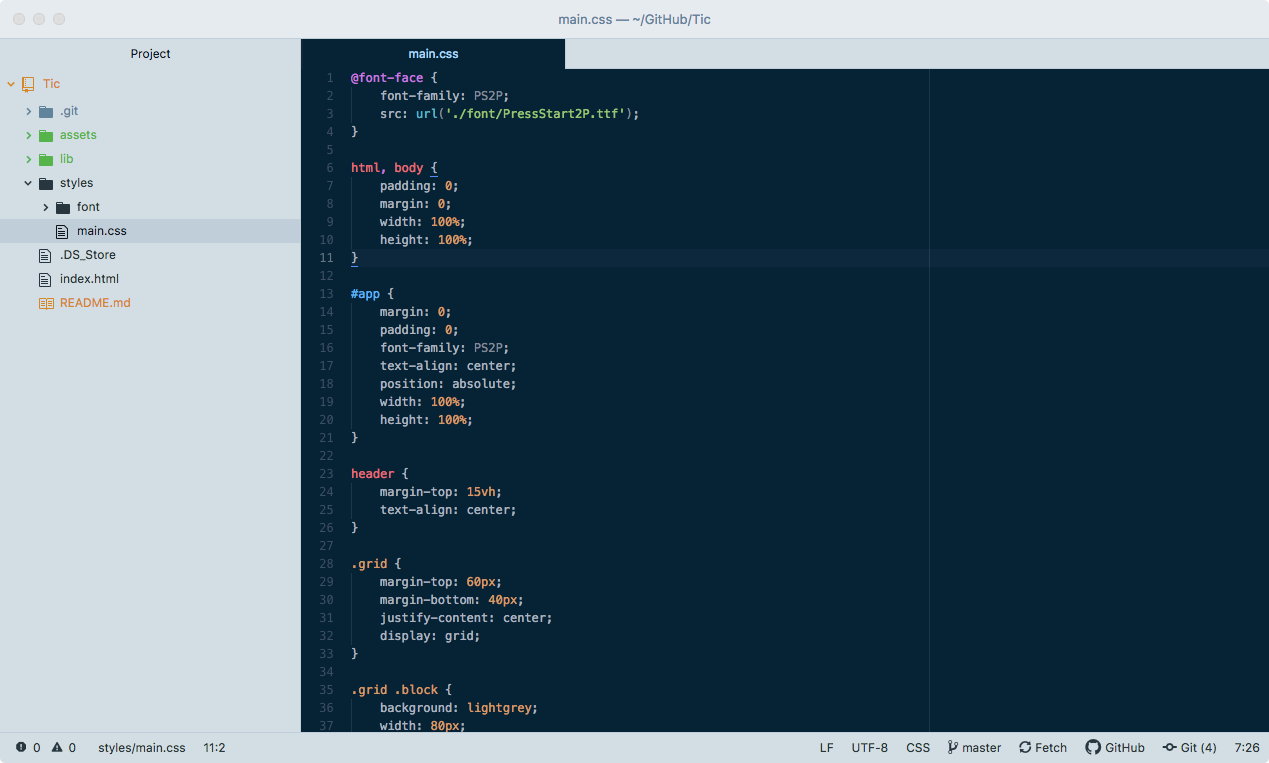 main.css — ~/GitHub/Tic
Project
Tic
.git
assets
lib
styles
font
main.css
.DS_Store
index.html
README.md
main.css
1 @font-face {
2     font-family: PS2P;
3     src: url('./font/PressStart2P.ttf');
4 }
5
6 html, body {
7     padding: 0;
8     margin: 0;
9     width: 100%;
10     height: 100%;
11 }
12
13 #app {
14     margin: 0;
15     padding: 0;
16     font-family: PS2P;
17     text-align: center;
18     position: absolute;
19     width: 100%;
20     height: 100%;
21 }
22
23 header {
24     margin-top: 15vh;
25     text-align: center;
26 }
27
28 .grid {
29     margin-top: 60px;
30     margin-bottom: 40px;
31     justify-content: center;
32     display: grid;
33 }
34
35 .grid .block {
36     background: lightgrey;
37     width: 80px;
0 0 styles/main.css 11:2 LF UTF-8 CSS master Fetch GitHub Git (4) 7:26